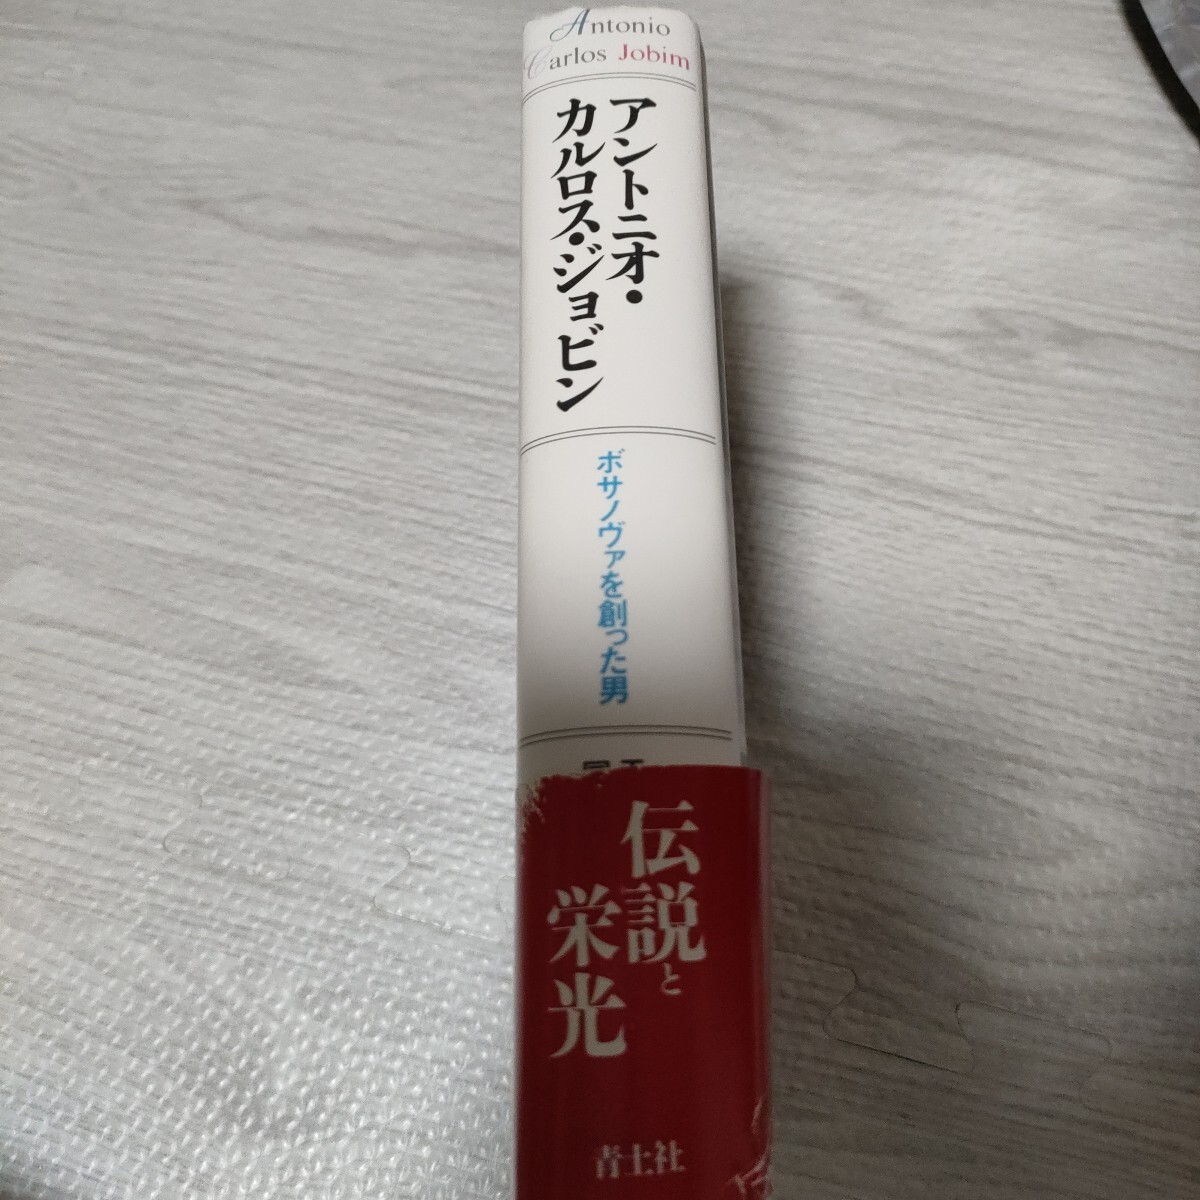 Antonio
Carlos Jobim
アントニオ・
カルロス・ジョビン
ボサノヴァを創った男
伝説と
栄光
青土社